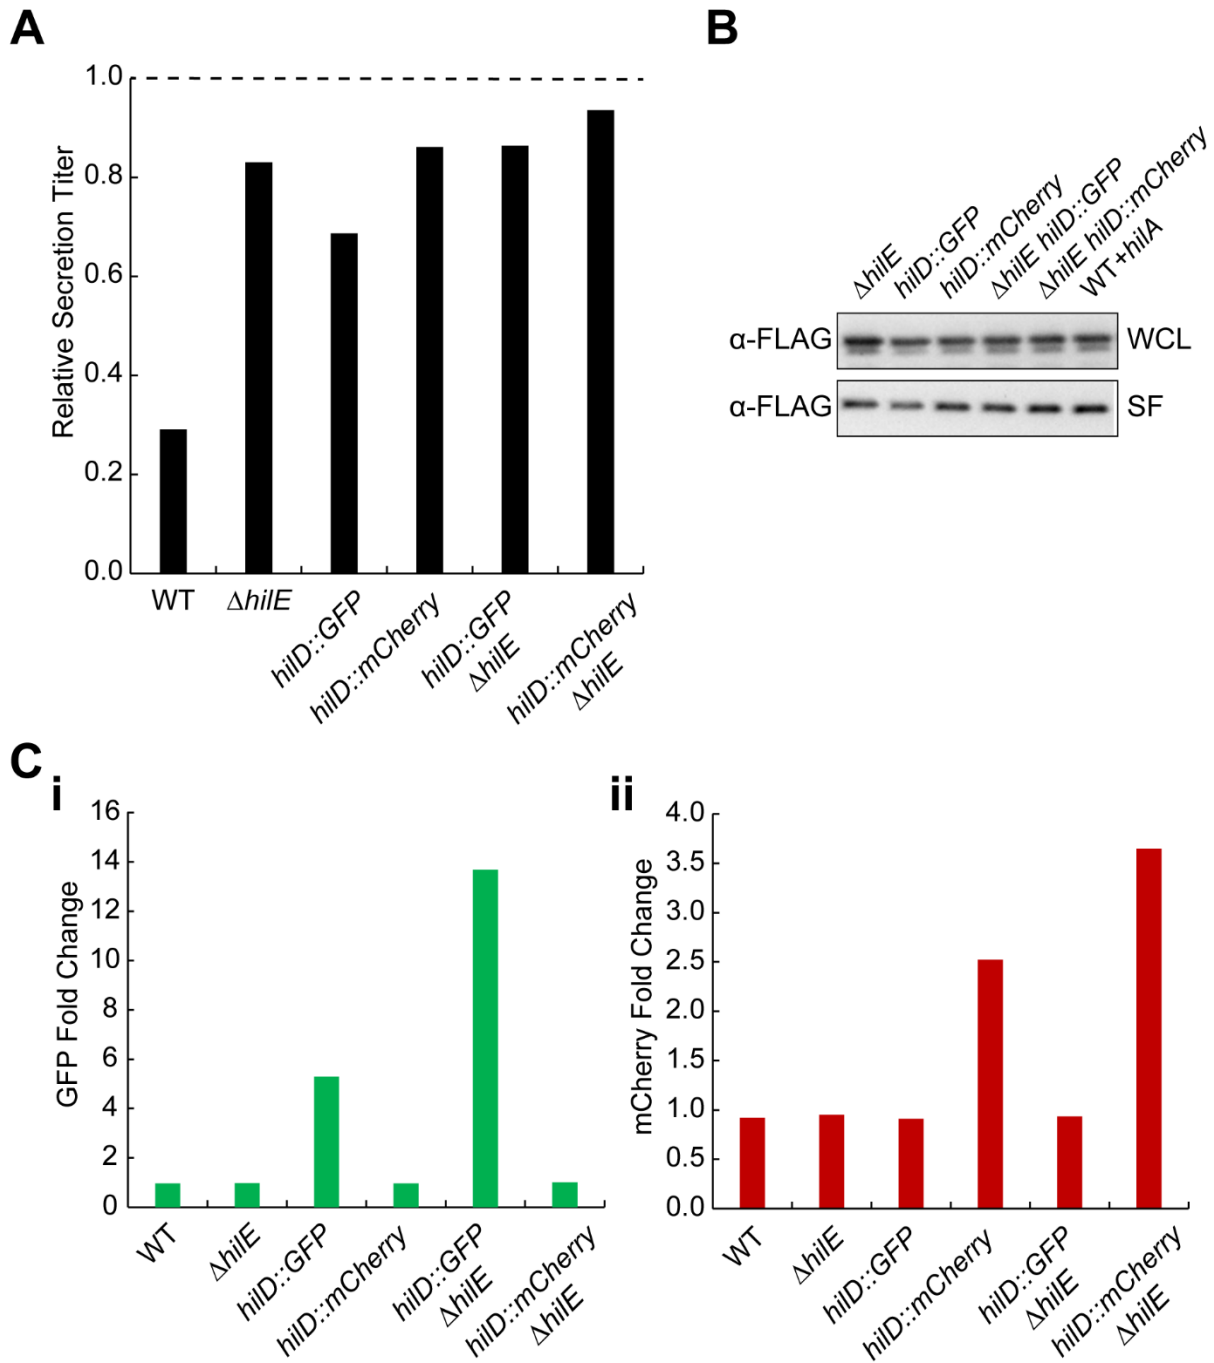 A
Relative Secretion Titer
1.0
0.8
0.6
0.4
0.2
0.0
WT
ΔhilE
hilD::GFP
hilD::mCherry
hilD::GFP
ΔhilE
hilD::mCherry
ΔhilE
B
ΔhilE
hilD::GFP
hilD::mCherry
ΔhilE hilD::GFP
ΔhilE hilD::mCherry
WT+hilA
α-FLAG WCL
α-FLAG SF
C
i
GFP Fold Change
16
14
12
10
8
6
4
2
0
WT
ΔhilE
hilD::GFP
hilD::mCherry
hilD::GFP
ΔhilE
hilD::mCherry
ΔhilE
ii
mCherry Fold Change
4.0
3.5
3.0
2.5
2.0
1.5
1.0
0.5
0.0
WT
ΔhilE
hilD::GFP
hilD::mCherry
hilD::GFP
ΔhilE
hilD::mCherry
ΔhilE